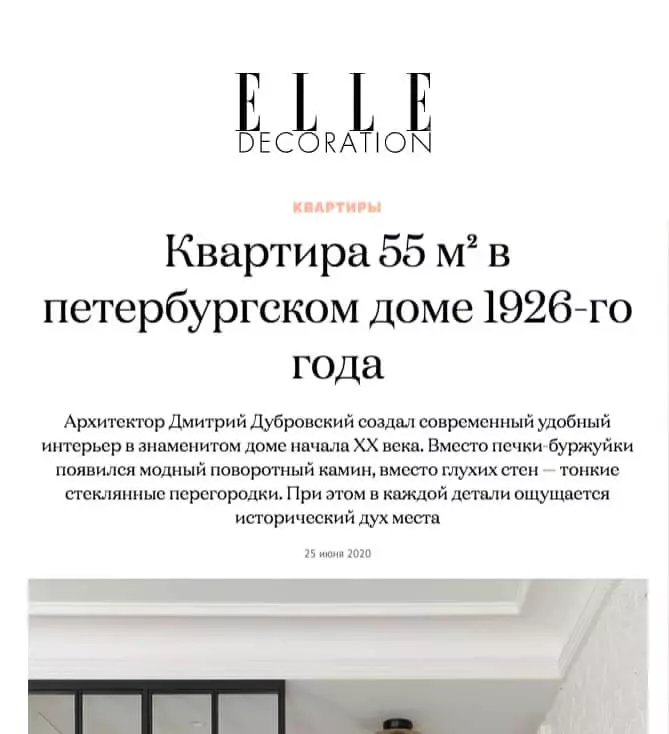 ELLE
DECORATION
КВАРТИРЫ
Квартира 55 м² в
петербургском доме 1926-го
года
Архитектор Дмитрий Дубровский создал современный удобный
интерьер в знаменитом доме начала XX века. Вместо печки-буржуйки
появился модный поворотный камин, вместо глухих стен — тонкие
стеклянные перегородки. При этом в каждой детали ощущается
исторический дух места
25 июня 2020